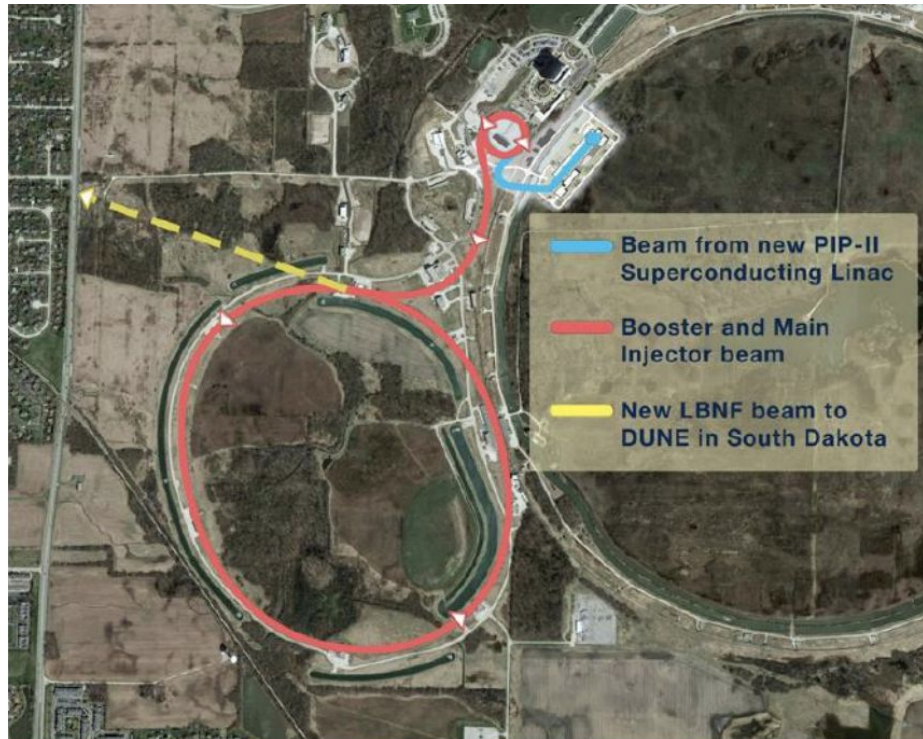 Beam from new PIP-II
Superconducting Linac
Booster and Main
Injector beam
New LBNF beam to
DUNE in South Dakota